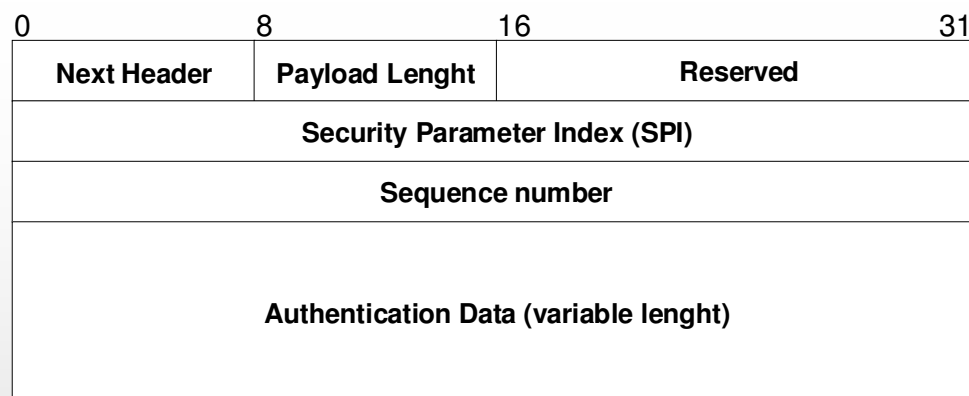 0 8 16 31
Next Header Payload Lenght Reserved
Security Parameter Index (SPI)
Sequence number
Authentication Data (variable lenght)